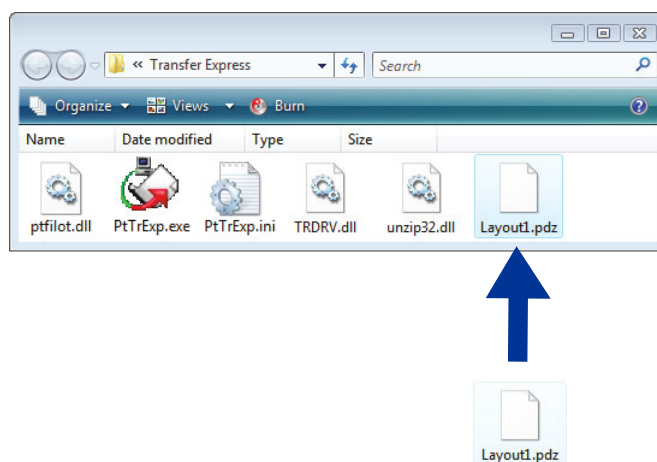 « Transfer Express
Search
Organize Views Burn
Name Date modified Type Size
ptfilot.dll PtTrExp.exe PtTrExp.ini TRDRV.dll unzip32.dll Layout1.pdz
Layout1.pdz